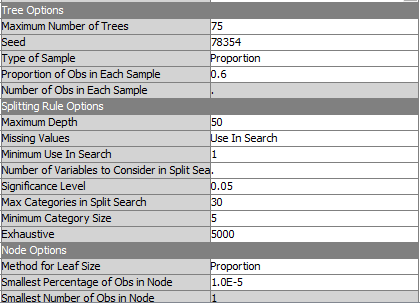 Tree Options
Maximum Number of Trees 75
Seed 78354
Type of Sample Proportion
Proportion of Obs in Each Sample 0.6
Number of Obs in Each Sample .
Splitting Rule Options
Maximum Depth 50
Missing Values Use In Search
Minimum Use In Search 1
Number of Variables to Consider in Split Sea .
Significance Level 0.05
Max Categories in Split Search 30
Minimum Category Size 5
Exhaustive 5000
Node Options
Method for Leaf Size Proportion
Smallest Percentage of Obs in Node 1.0E-5
Smallest Number of Obs in Node 1